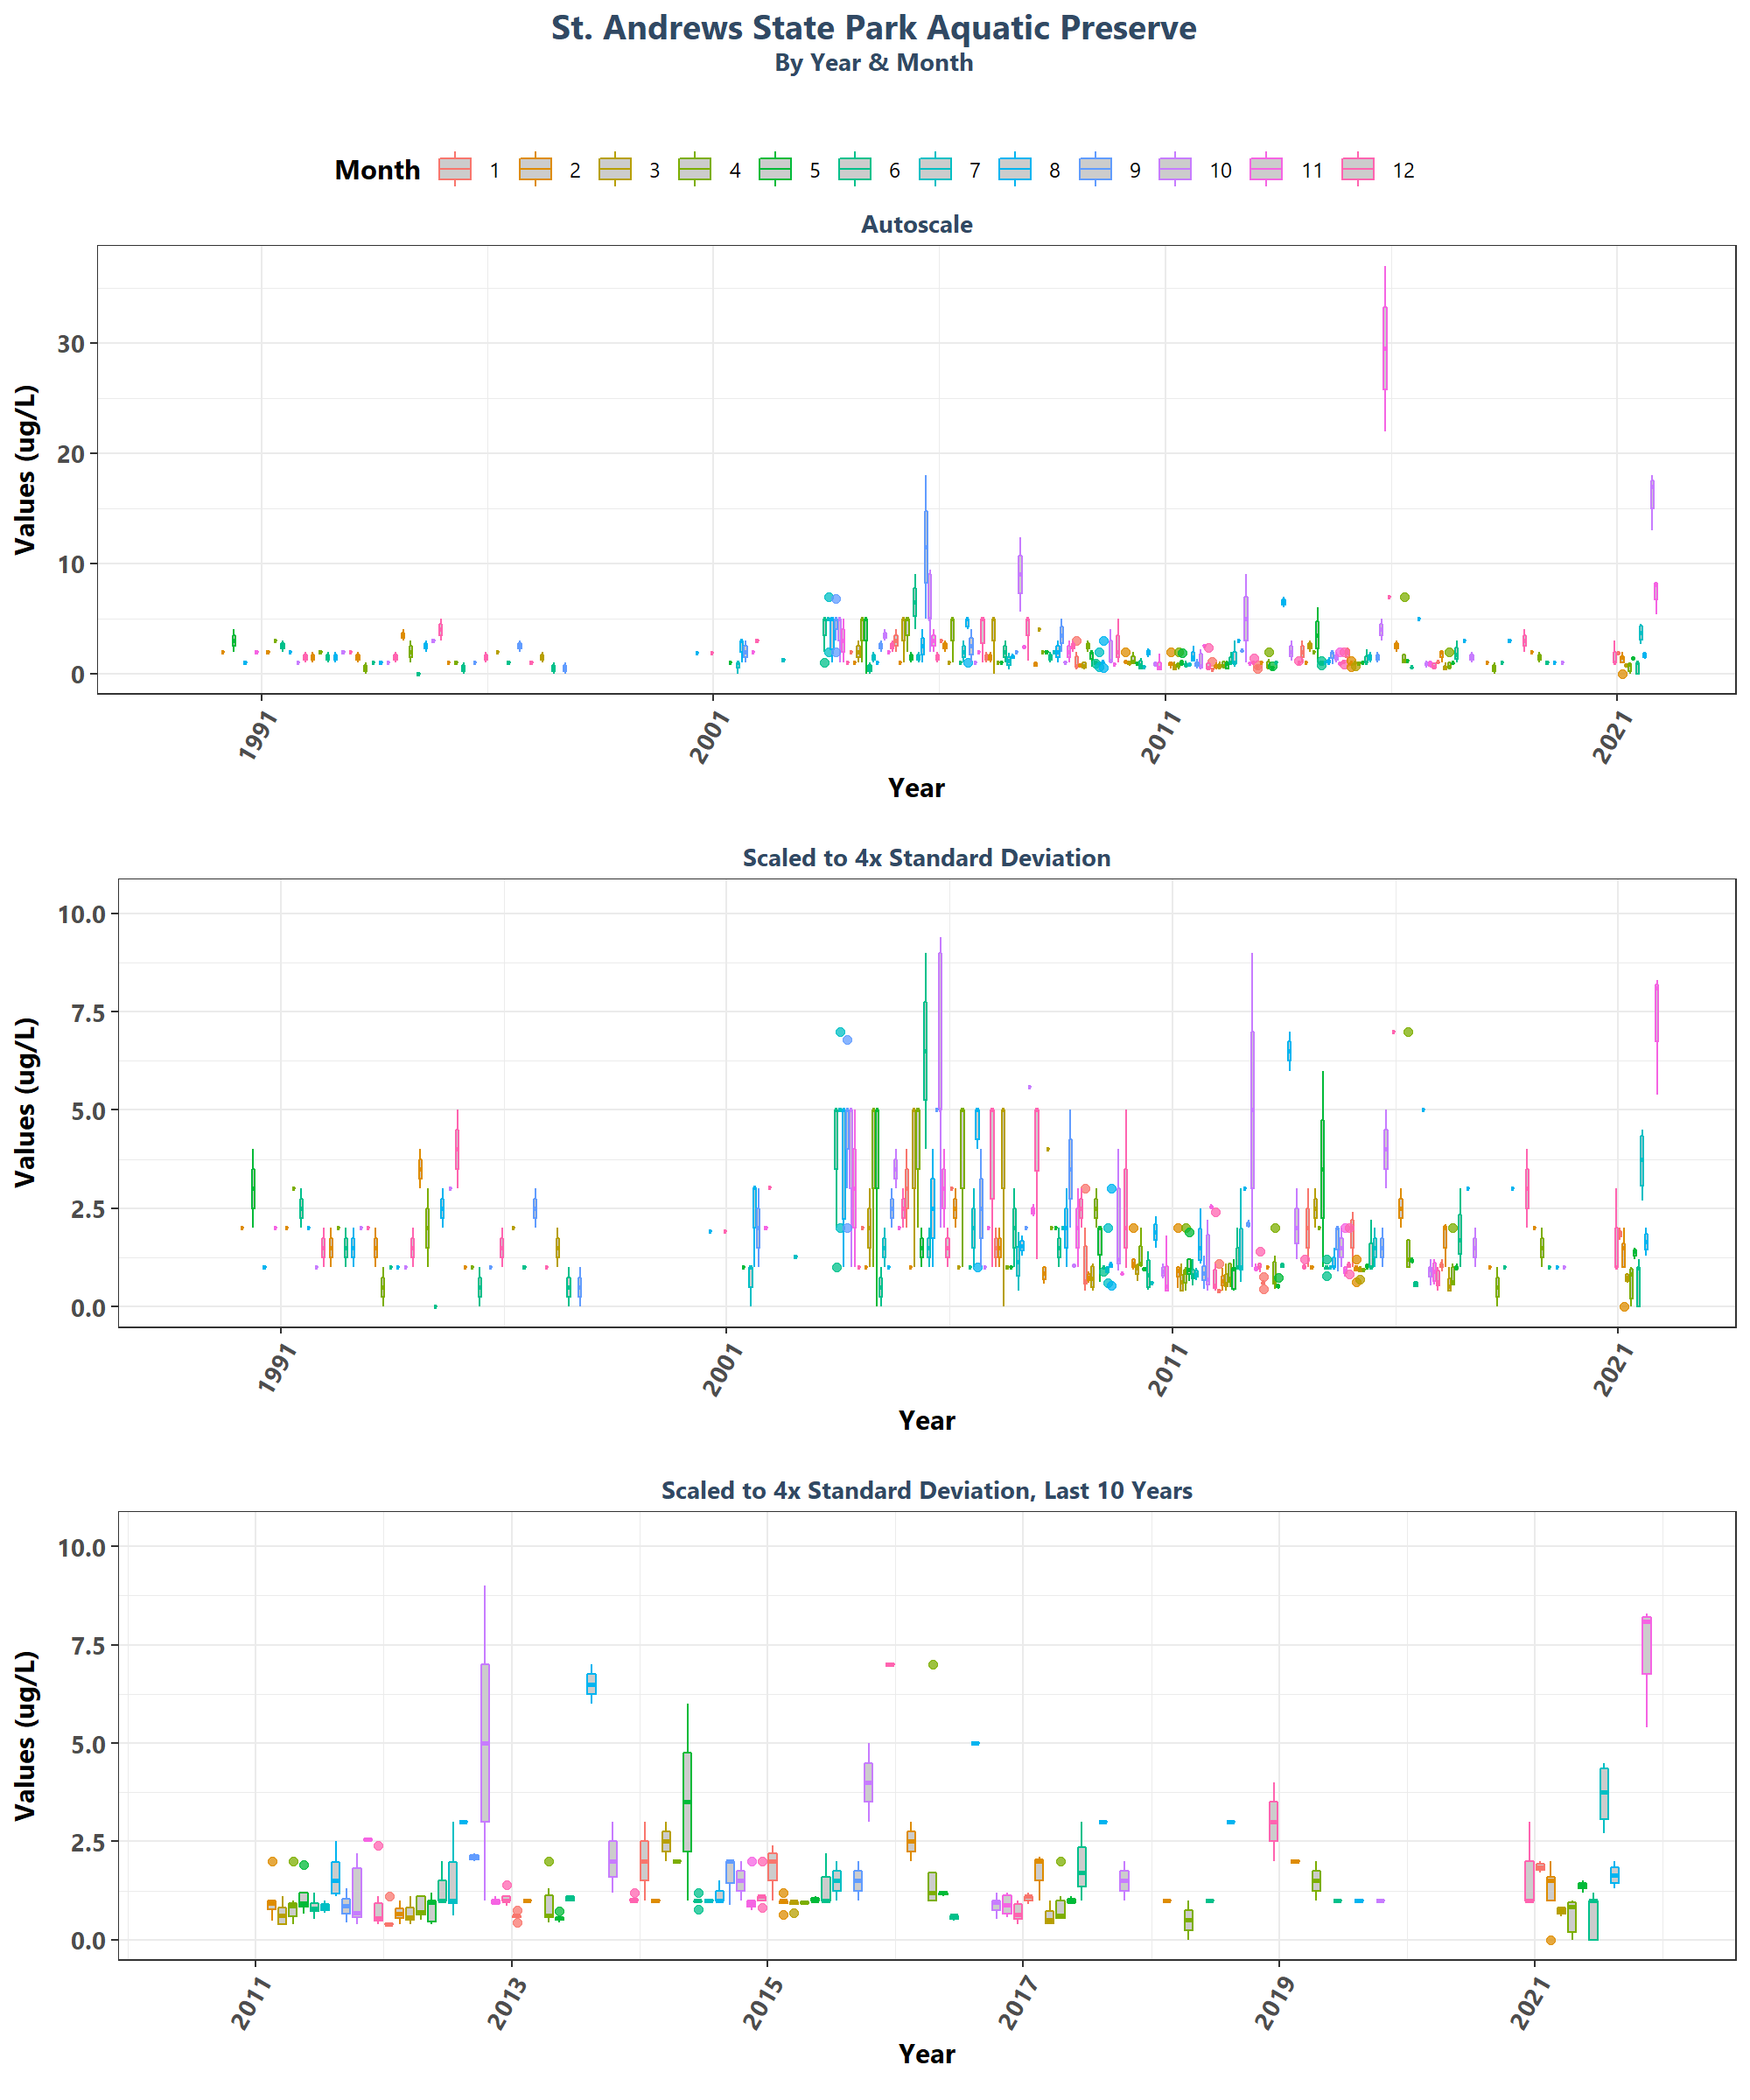 St. Andrews State Park Aquatic Preserve
By Year & Month
Month 1 2 3 4 5 6 7 8 9 10 11 12
Autoscale
Values (ug/L)
30
20
10
0
1991 2001 2011 2021
Year
Scaled to 4x Standard Deviation
Values (ug/L)
10.0
7.5
5.0
2.5
0.0
1991 2001 2011 2021
Year
Scaled to 4x Standard Deviation, Last 10 Years
Values (ug/L)
10.0
7.5
5.0
2.5
0.0
2011 2013 2015 2017 2019 2021
Year